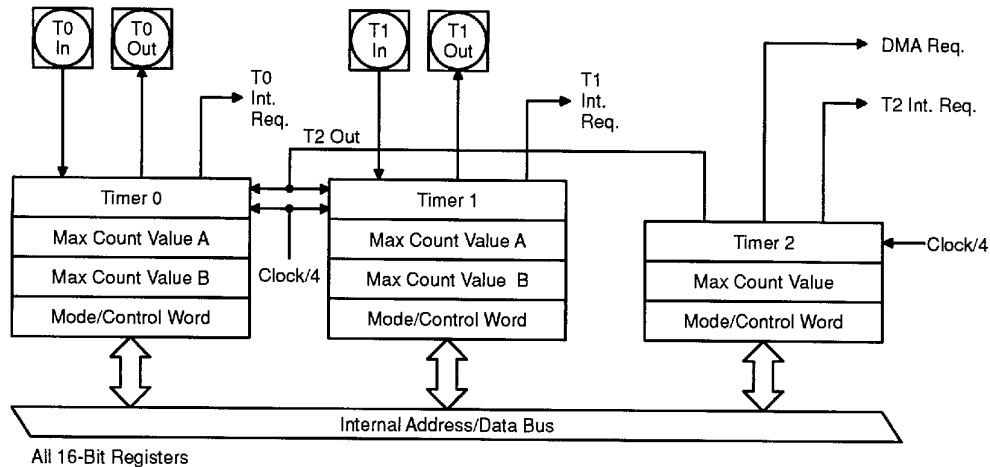 T0
In
T0
Out
T1
In
T1
Out
DMA Req.
T0
Int.
Req.
T1
Int.
Req.
T2 Int. Req.
T2 Out
Timer 0
Max Count Value A
Max Count Value B
Mode/Control Word
Clock/4
Timer 1
Max Count Value A
Max Count Value B
Mode/Control Word
Timer 2
Max Count Value
Mode/Control Word
Clock/4
Internal Address/Data Bus
All 16-Bit Registers